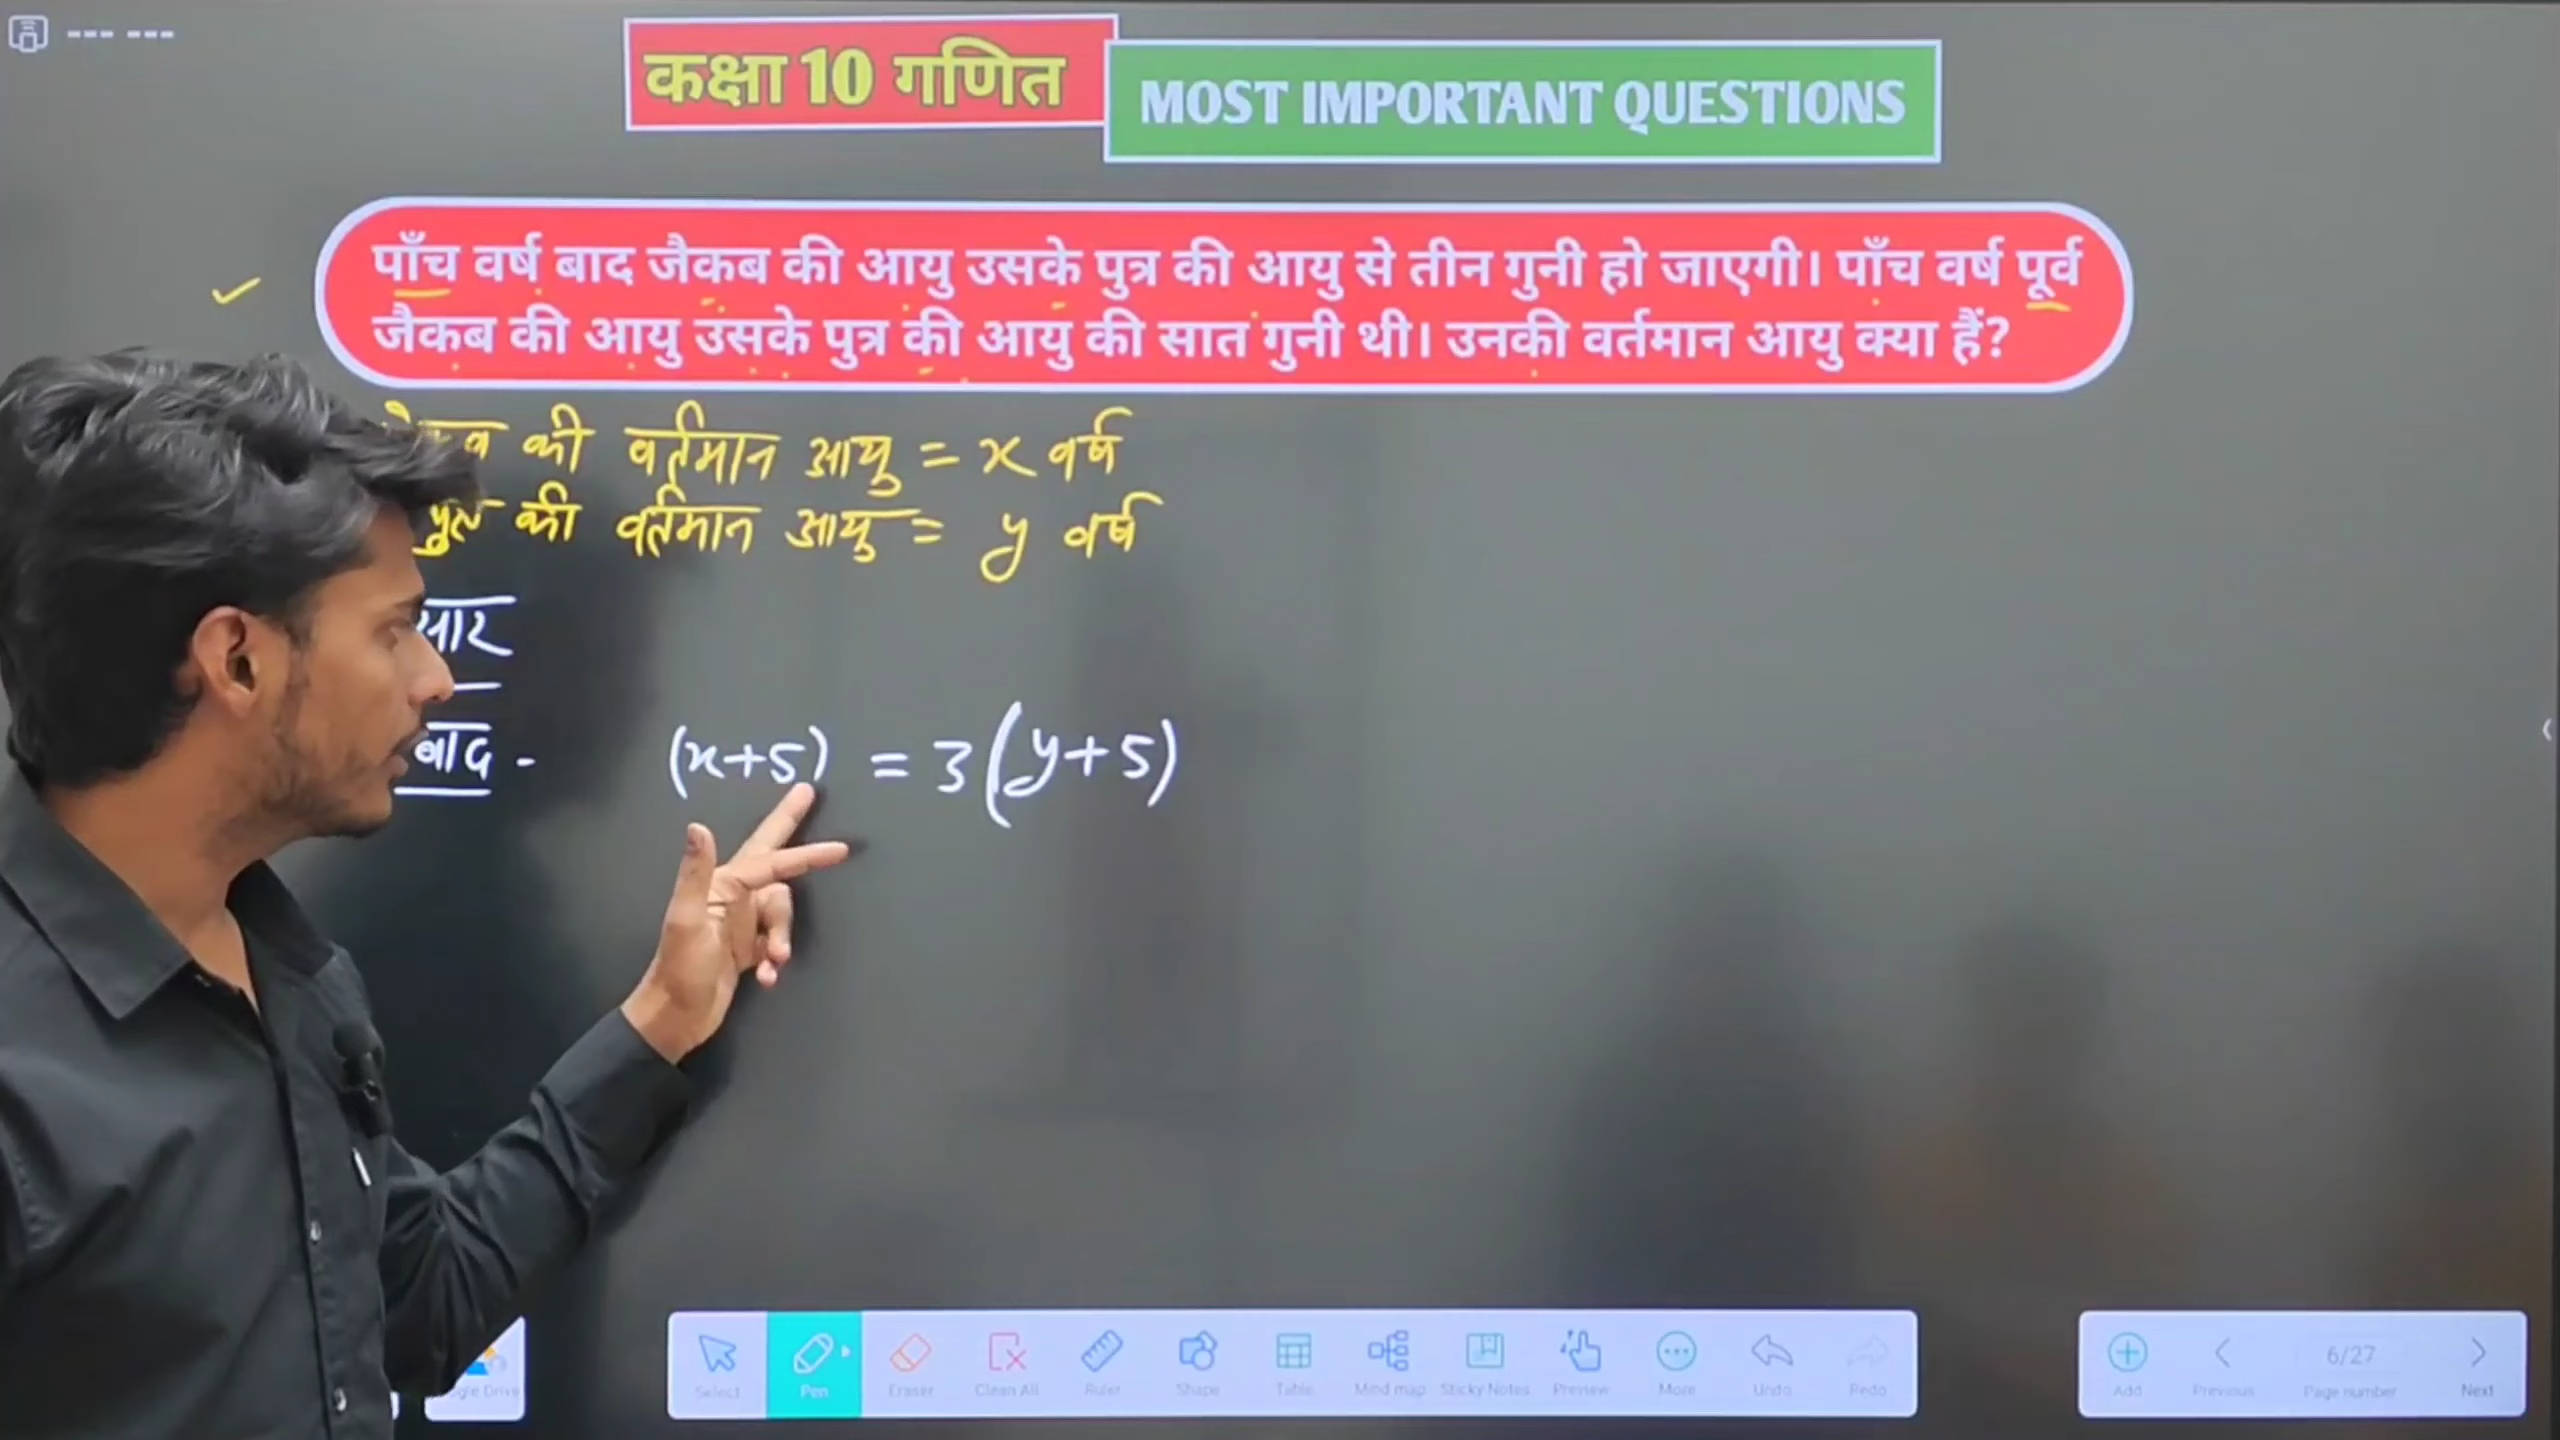 --- ---
कक्षा 10 गणित
MOST IMPORTANT QUESTIONS
पाँच वर्ष बाद जैकब की आयु उसके पुत्र की आयु से तीन गुनी हो जाएगी। पाँच वर्ष पूर्व
जैकब की आयु उसके पुत्र की आयु की सात गुनी थी। उनकी वर्तमान आयु क्या हैं?
की वर्तमान आयु = x वर्ष
की वर्तमान आयु = y वर्ष
बाद - (x+5) = 3(y+5)
Select Pen Eraser Clean All Ruler Shape Table Mind map Sticky Notes Preview More Undo Redo
Add Previous 6/27 Page number Next